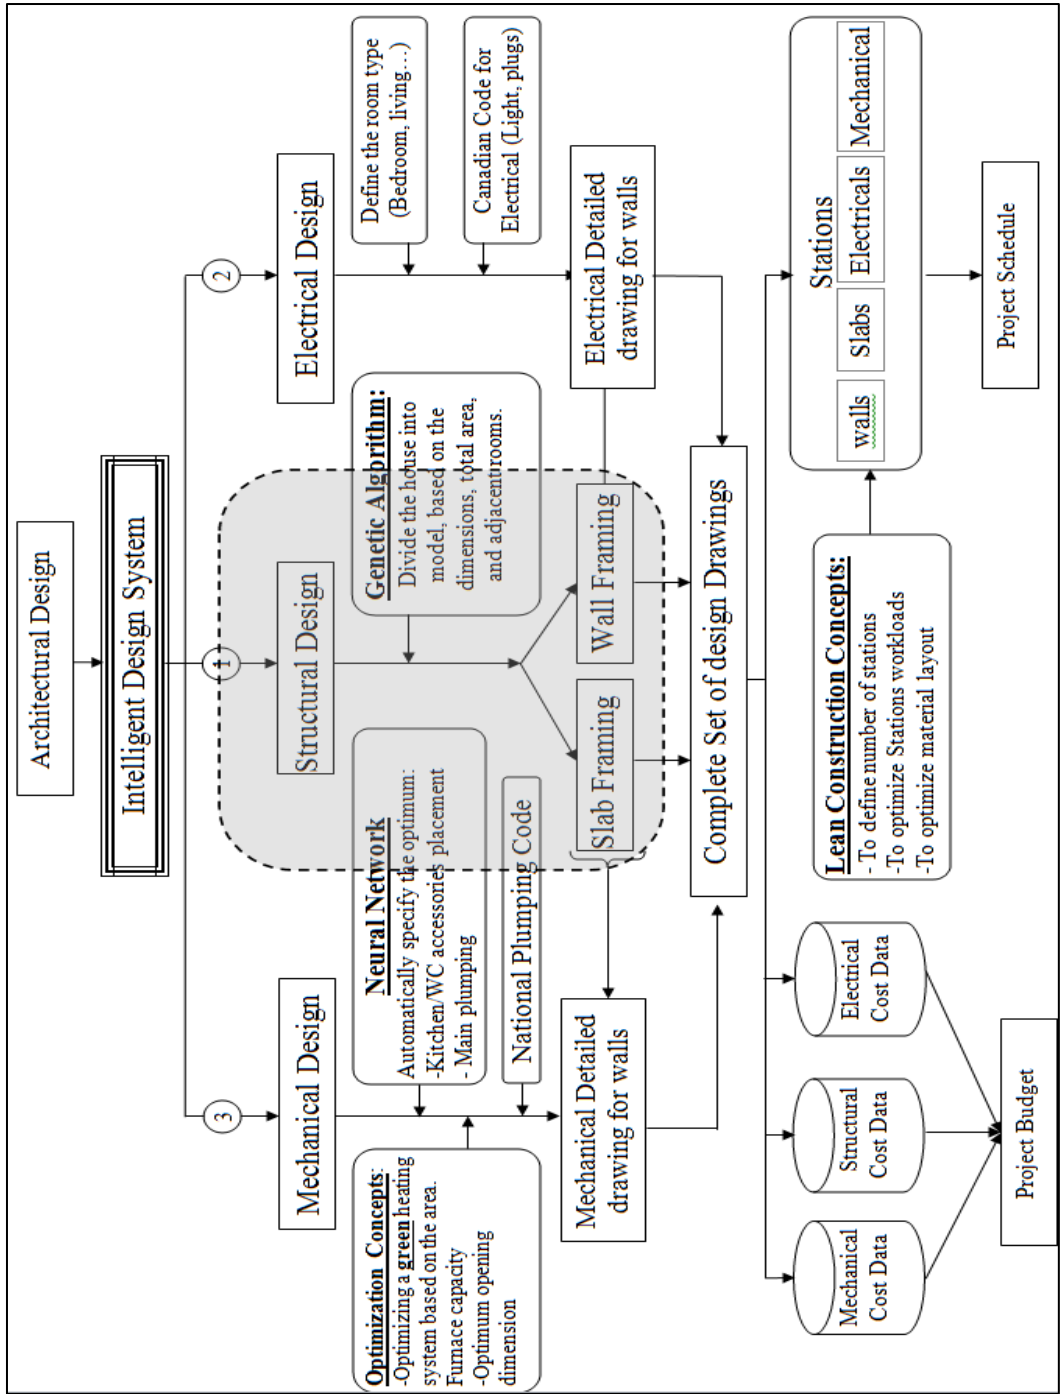 Architectural Design
Intelligent Design System
3
1
2
Mechanical Design
Structural Design
Electrical Design
Optimization Concepts:
-Optimizing a green heating
system based on the area.
Furnace capacity
-Optimum opening
dimension
Neural Network
Automatically specify the optimum:
-Kitchen/WC accessories placement
- Main plumping
National Plumping Code
Genetic Algorithm:
Divide the house into
model, based on the
dimensions, total area,
and adjacentrooms.
Define the room type
(Bedroom, living…)
Canadian Code for
Electrical (Light, plugs)
Mechanical Detailed
drawing for walls
Slab Framing
Wall Framing
Electrical Detailed
drawing for walls
Complete Set of design Drawings
Mechanical
Cost Data
Structural
Cost Data
Electrical
Cost Data
Project Budget
Lean Construction Concepts:
- To define number of stations
-To optimize Stations workloads
-To optimize material layout
Stations
walls
Slabs
Electricals
Mechanical
Project Schedule